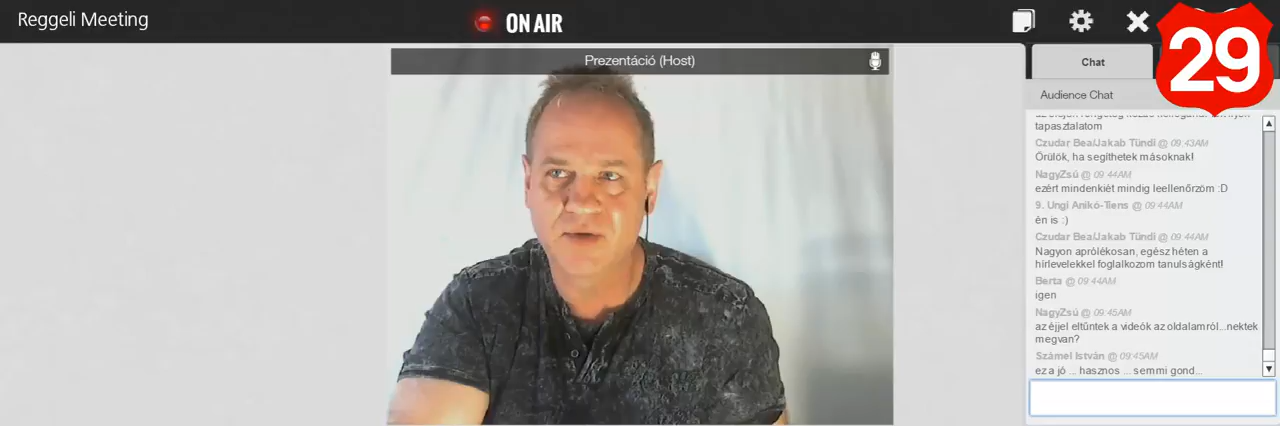 Reggeli Meeting
ON AIR
29
Prezentáció (Host)
Chat
Audience Chat
tapasztalatom
Czudar Bea/Jakab Tündi @ 09:43AM
Örülök, ha segíthetek másoknak!
NagyZsú @ 09:44AM
ezért mindenkiét mindig leellenőrzöm :D
9. Ungi Anikó-Tiens @ 09:44AM
én is :)
Czudar Bea/Jakab Tündi @ 09:44AM
Nagyon aprólékosan, egész héten a
hírlevelekkel foglalkozom tanulságként!
Berta @ 09:44AM
igen
NagyZsú @ 09:45AM
az éjjel eltűntek a videók az oldalamról...nektek
megvan?
Számel István @ 09:45AM
ez a jó ... hasznos ... semmi gond...